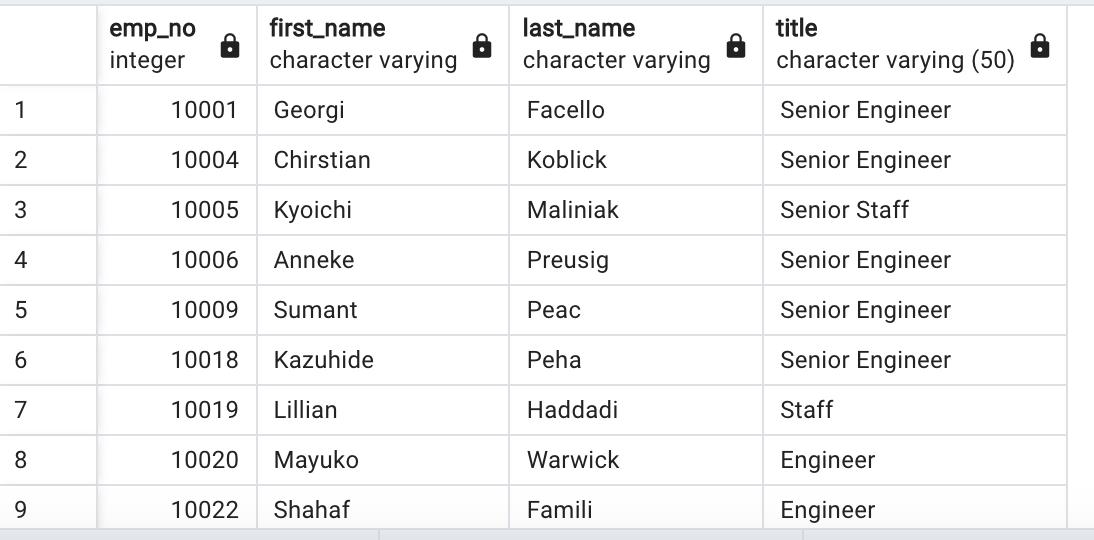 emp_no first_name last_name title
integer character varying character varying character varying (50)
1 10001 Georgi Facello Senior Engineer
2 10004 Chirstian Koblick Senior Engineer
3 10005 Kyoichi Maliniak Senior Staff
4 10006 Anneke Preusig Senior Engineer
5 10009 Sumant Peac Senior Engineer
6 10018 Kazuhide Peha Senior Engineer
7 10019 Lillian Haddadi Staff
8 10020 Mayuko Warwick Engineer
9 10022 Shahaf Famili Engineer